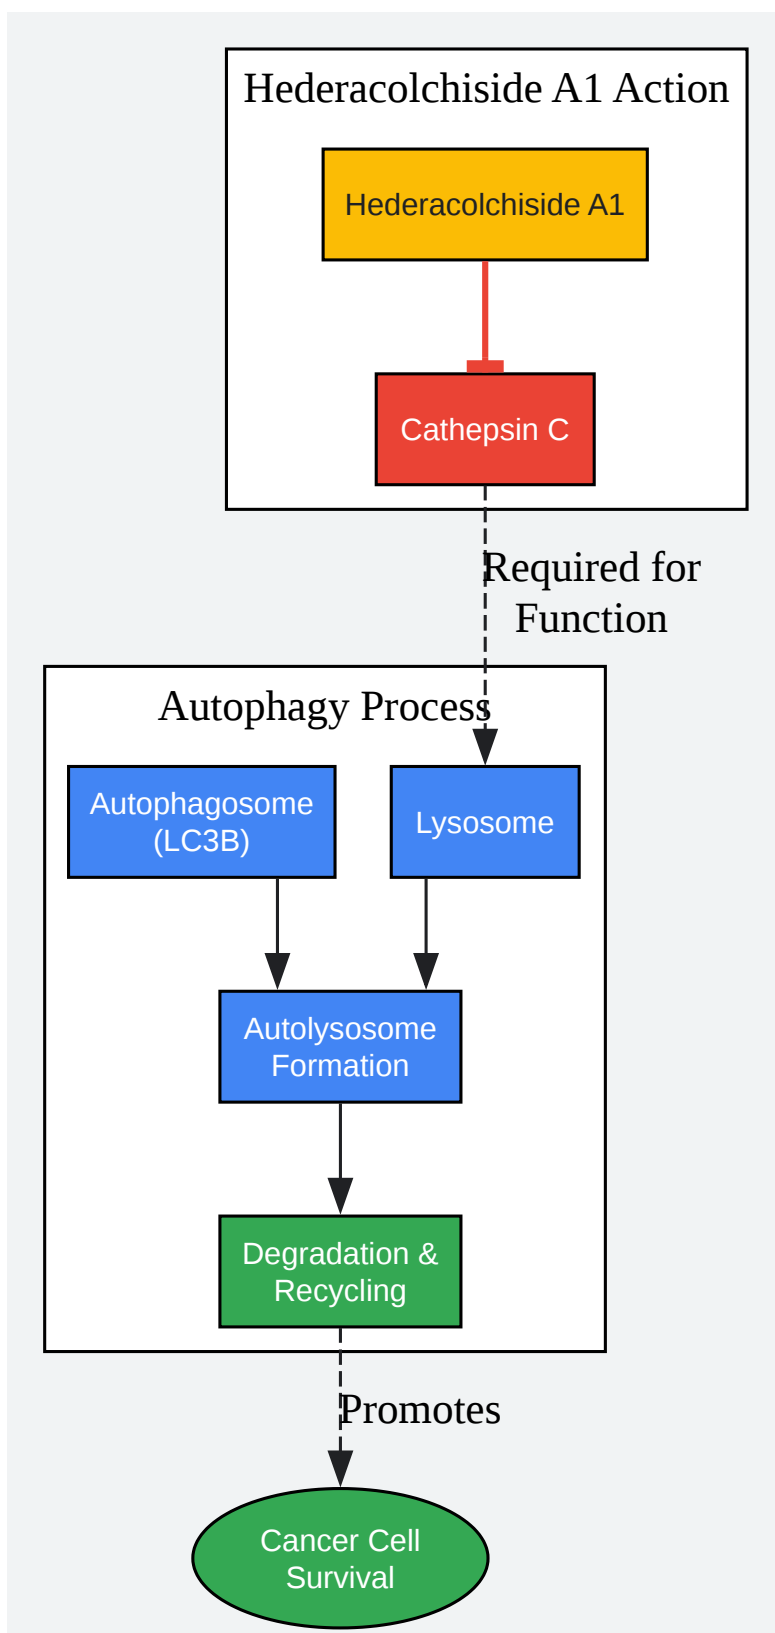 Hederacolchiside A1 Action
Hederacolchiside A1
Cathepsin C
Required for
Function
Autophagy Process
Autophagosome
(LC3B)
Lysosome
Autolysosome
Formation
Degradation &
Recycling
Promotes
Cancer Cell
Survival